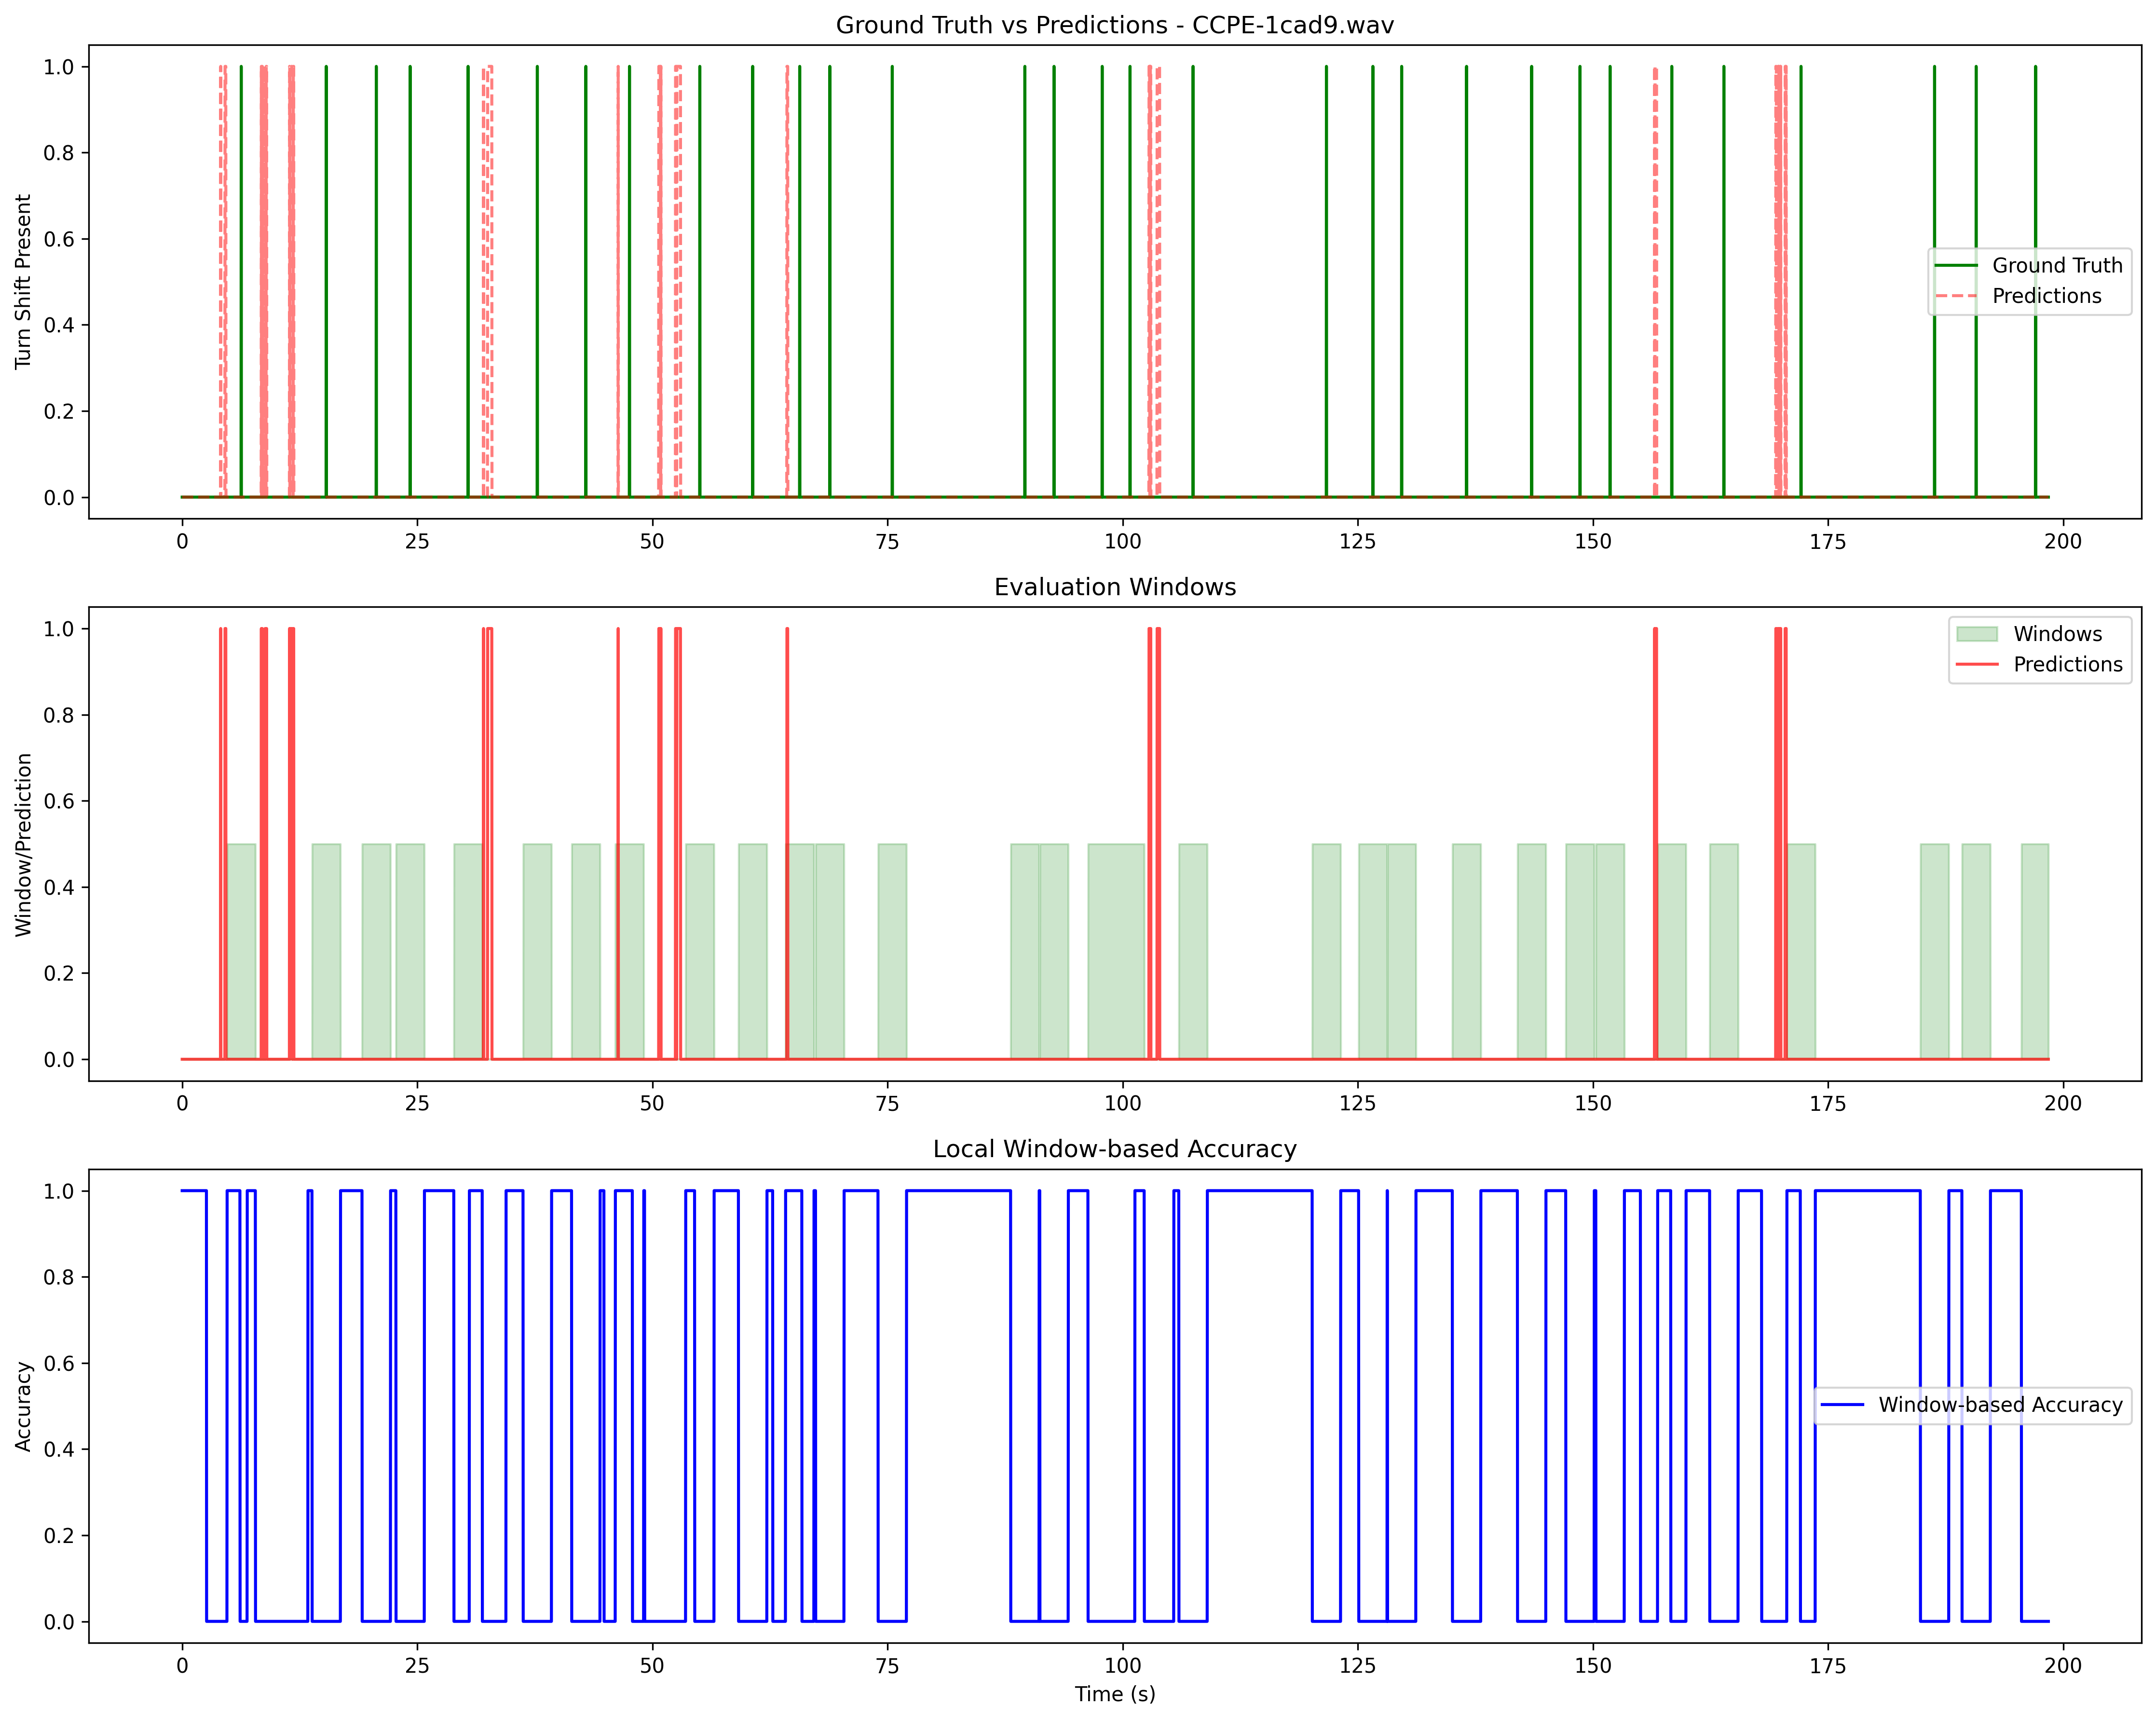 Ground Truth vs Predictions - CCPE-1cad9.wav
1.0
0.8
0.6
0.4
0.2
0.0
Turn Shift Present
Ground Truth
Predictions
0 25 50 75 100 125 150 175 200
Evaluation Windows
1.0
0.8
0.6
0.4
0.2
0.0
Window/Prediction
Windows
Predictions
0 25 50 75 100 125 150 175 200
Local Window-based Accuracy
1.0
0.8
0.6
0.4
0.2
0.0
Accuracy
Window-based Accuracy
0 25 50 75 100 125 150 175 200
Time (s)